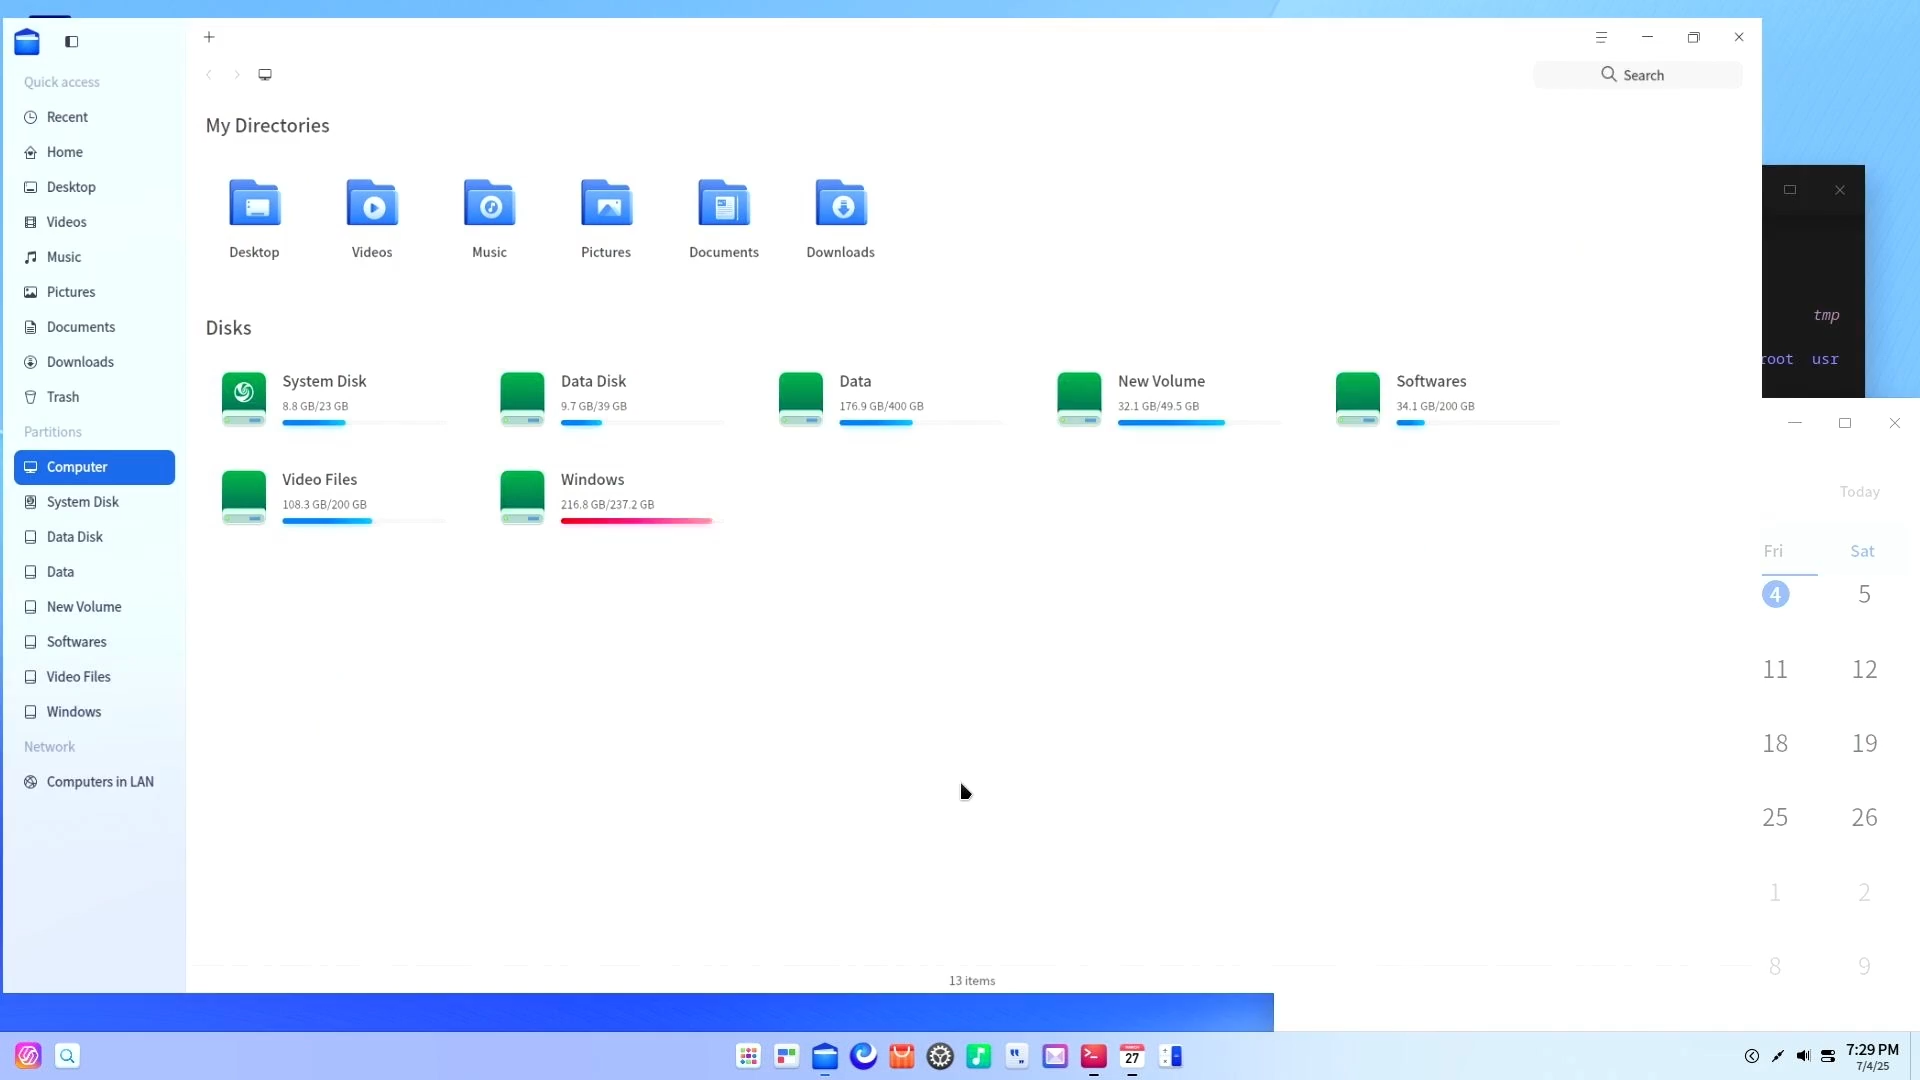 Quick access
Recent
Home
Desktop
Videos
Music
Pictures
Documents
Downloads
Trash
Partitions
Computer
System Disk
Data Disk
Data
New Volume
Softwares
Video Files
Windows
Network
Computers in LAN
Search
My Directories
Desktop Videos Music Pictures Documents Downloads
Disks
System Disk
8.8 GB/23 GB
Data Disk
9.7 GB/39 GB
Data
176.9 GB/400 GB
New Volume
32.1 GB/49.5 GB
Softwares
34.1 GB/200 GB
Video Files
108.3 GB/200 GB
Windows
216.8 GB/237.2 GB
13 items
tmp
root usr
Today
Fri Sat
4 5
11 12
18 19
25 26
1 2
8 9
27
7:29 PM
7/4/25